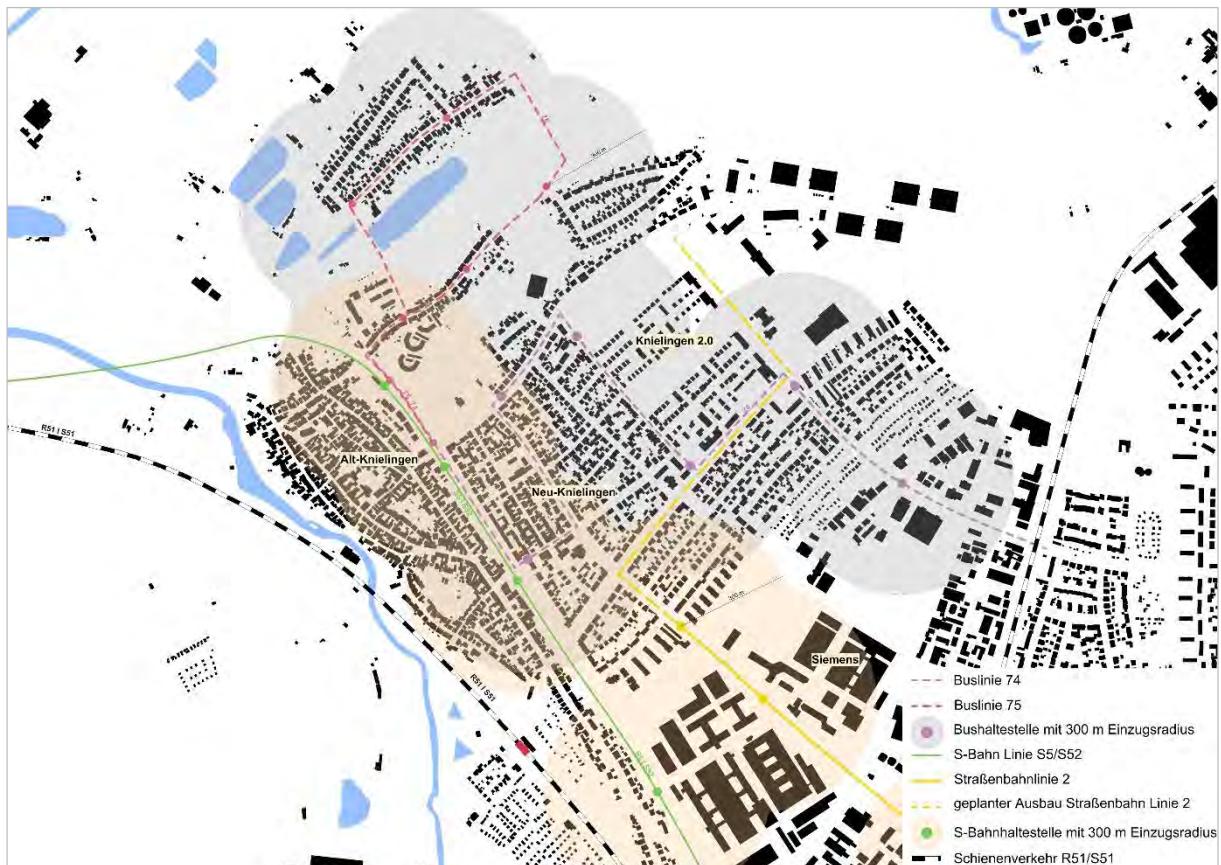 300 m
Knielingen 2.0
R51 / S51
Alt-Knielingen
Neu-Knielingen
300 m
Siemens
R51 / S51
Buslinie 74
Buslinie 75
Bushaltestelle mit 300 m Einzugsradius
S-Bahn Linie S5/S52
Straßenbahnlinie 2
geplanter Ausbau Straßenbahn Linie 2
S-Bahnhaltestelle mit 300 m Einzugsradius
Schienenverkehr R51/S51